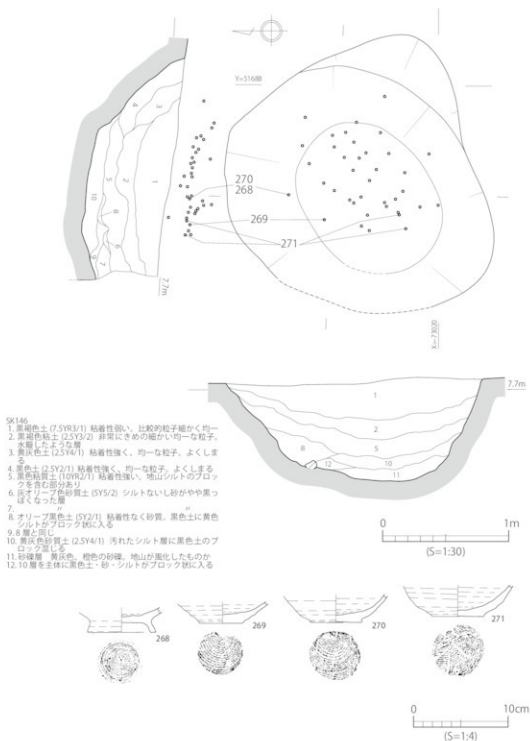 Y=51688
4
3
5
2
1
10
8
6
9
7
7.7m
270
268
269
271
X=73020
SK146
1. 黒褐色土 (7.5YR3/1) 粘着性弱い、比較的粒子細かく均一
2. 黒褐色粘土 (2.5Y3/2) 非常にきめの細かい均一な粒子、
水簸したような層
3. 黄灰色土 (2.5Y4/1) 粘着性強く、均一な粒子、よくしま
る
4. 黒色土 (2.5Y2/1) 粘着性強く、均一な粒子、よくしまる
5. 黒色粘質土 (10YR2/1) 粘着性強い、地山シルトのブロッ
クを含む部分あり
6. 灰オリーブ色砂質土 (5Y5/2) シルトないし砂がやや黒っ
ぽくなった層
7. 〃 〃
8. オリーブ黒色土 (5Y2/1) 粘着性なく砂質、黒色土に黄色
シルトがブロック状に入る
9. 8 層と同じ
10. 黄灰色砂質土 (2.5Y4/1) 汚れたシルト層に黒色土のブ
ロック混じる
11. 砂礫層 黄灰色、橙色の砂礫、地山が風化したものか
12. 10 層を主体に黒色土・砂・シルトがブロック状に入る
7.7m
1
2
5
8
12
10
11
0 1m
(S=1:30)
268
269
270
271
0 10cm
(S=1:4)